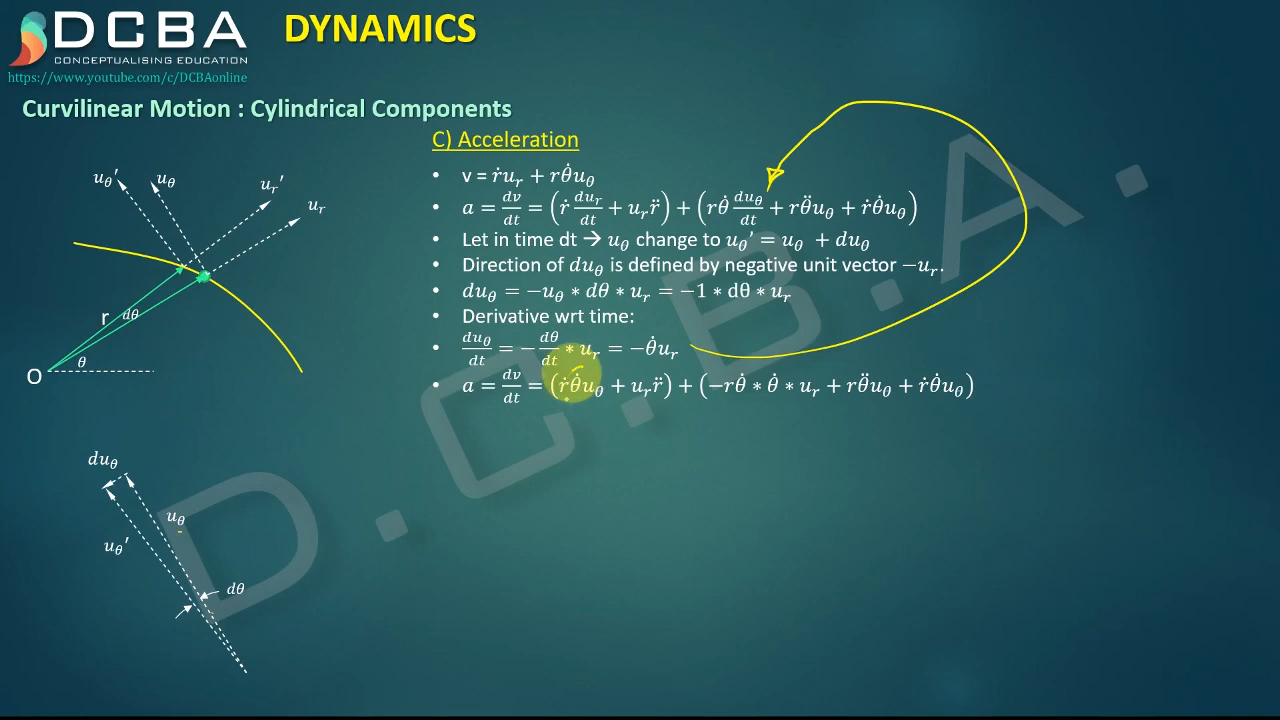 DCBA
CONCEPTUALISING EDUCATION
https://www.youtube.com/c/DCBAonline
DYNAMICS
Curvilinear Motion : Cylindrical Components
C) Acceleration
• v = ṙu_r + rθ̇u_θ
• a = dv/dt = (ṙ du_r/dt + u_r r̈) + (rθ̇ du_θ/dt + rθ̈u_θ + ṙθ̇u_θ)
• Let in time dt → u_θ change to u_θ' = u_θ + du_θ
• Direction of du_θ is defined by negative unit vector −u_r.
• du_θ = −u_θ * dθ * u_r = −1 * dθ * u_r
• Derivative wrt time:
• du_θ/dt = − dθ/dt * u_r = −θ̇u_r
• a = dv/dt = (ṙθ̇u_θ + u_r r̈) + (−rθ̇ * θ̇ * u_r + rθ̈u_θ + ṙθ̇u_θ)
u_θ'
u_θ
u_r'
u_r
r
dθ
θ
O
du_θ
u_θ
u_θ'
dθ
D.C.B.A.